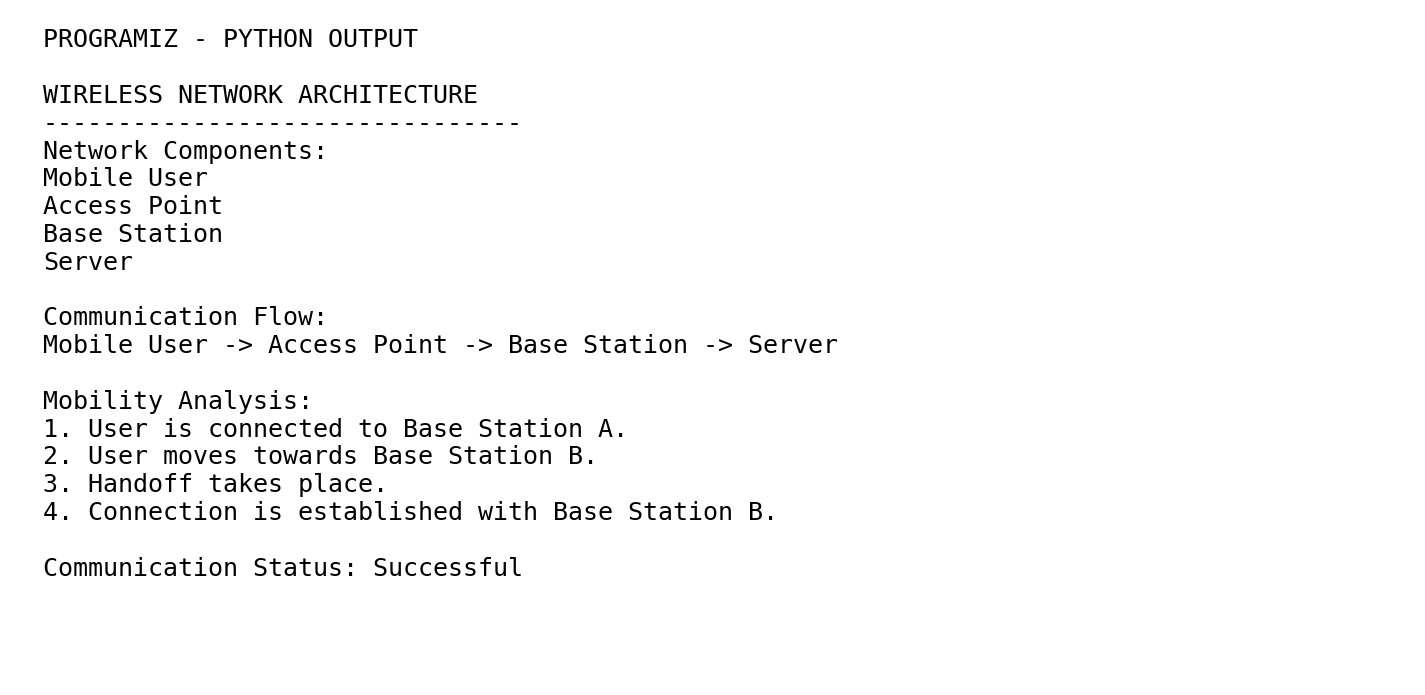 PROGRAMIZ - PYTHON OUTPUT
WIRELESS NETWORK ARCHITECTURE
--------------------------------
Network Components:
Mobile User
Access Point
Base Station
Server
Communication Flow:
Mobile User -> Access Point -> Base Station -> Server
Mobility Analysis:
1. User is connected to Base Station A.
2. User moves towards Base Station B.
3. Handoff takes place.
4. Connection is established with Base Station B.
Communication Status: Successful